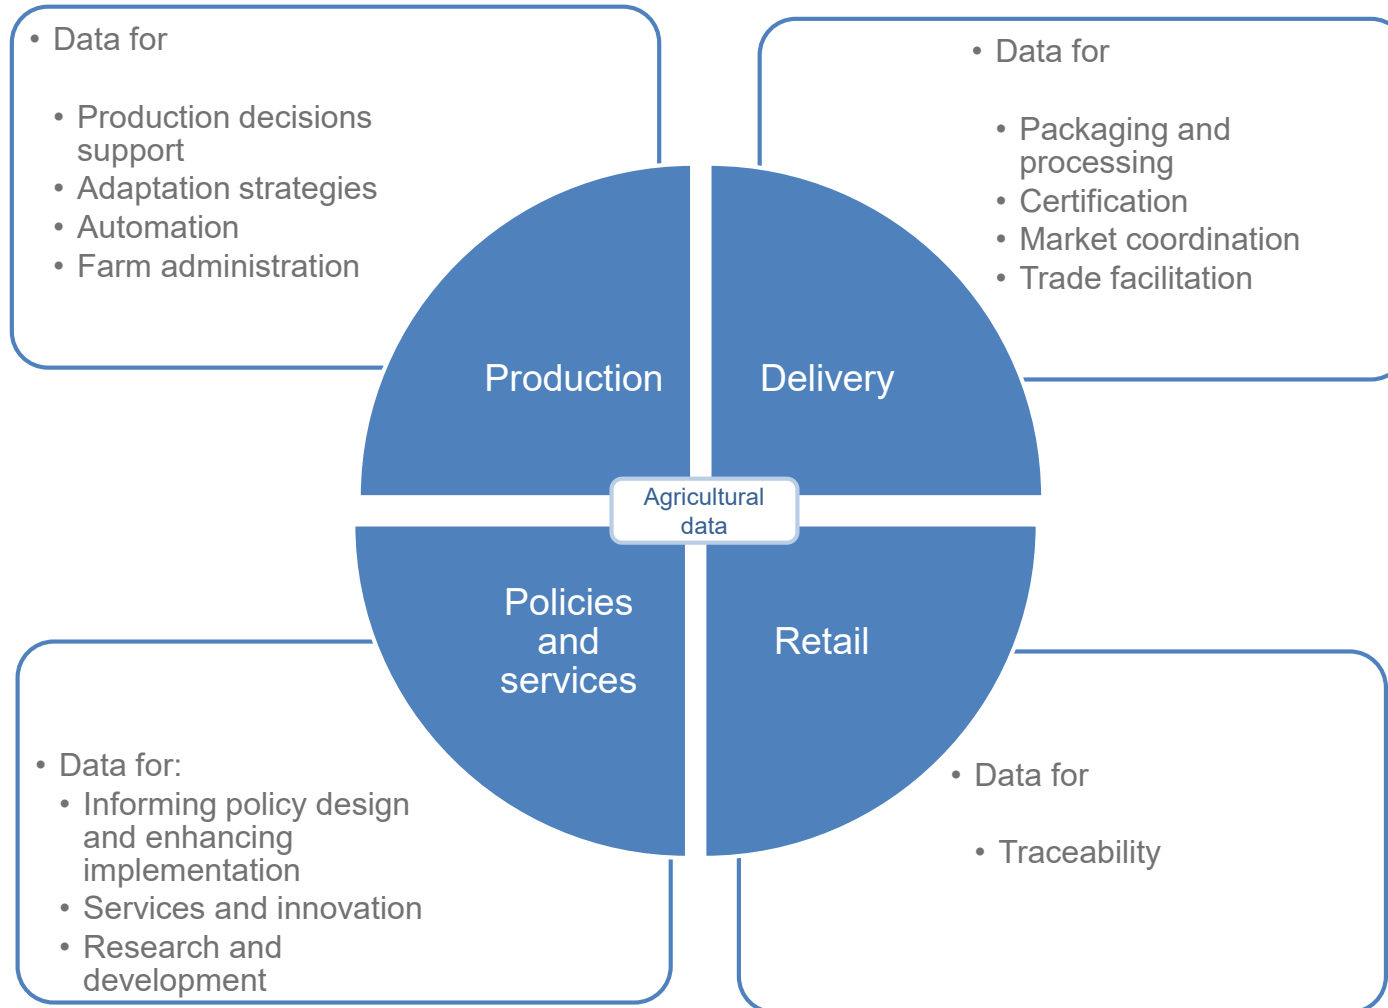 • Data for
• Production decisions
support
• Adaptation strategies
• Automation
• Farm administration
• Data for
• Packaging and
processing
• Certification
• Market coordination
• Trade facilitation
Production
Delivery
Agricultural
data
Policies
and
services
Retail
• Data for:
• Informing policy design
and enhancing
implementation
• Services and innovation
• Research and
development
• Data for
• Traceability